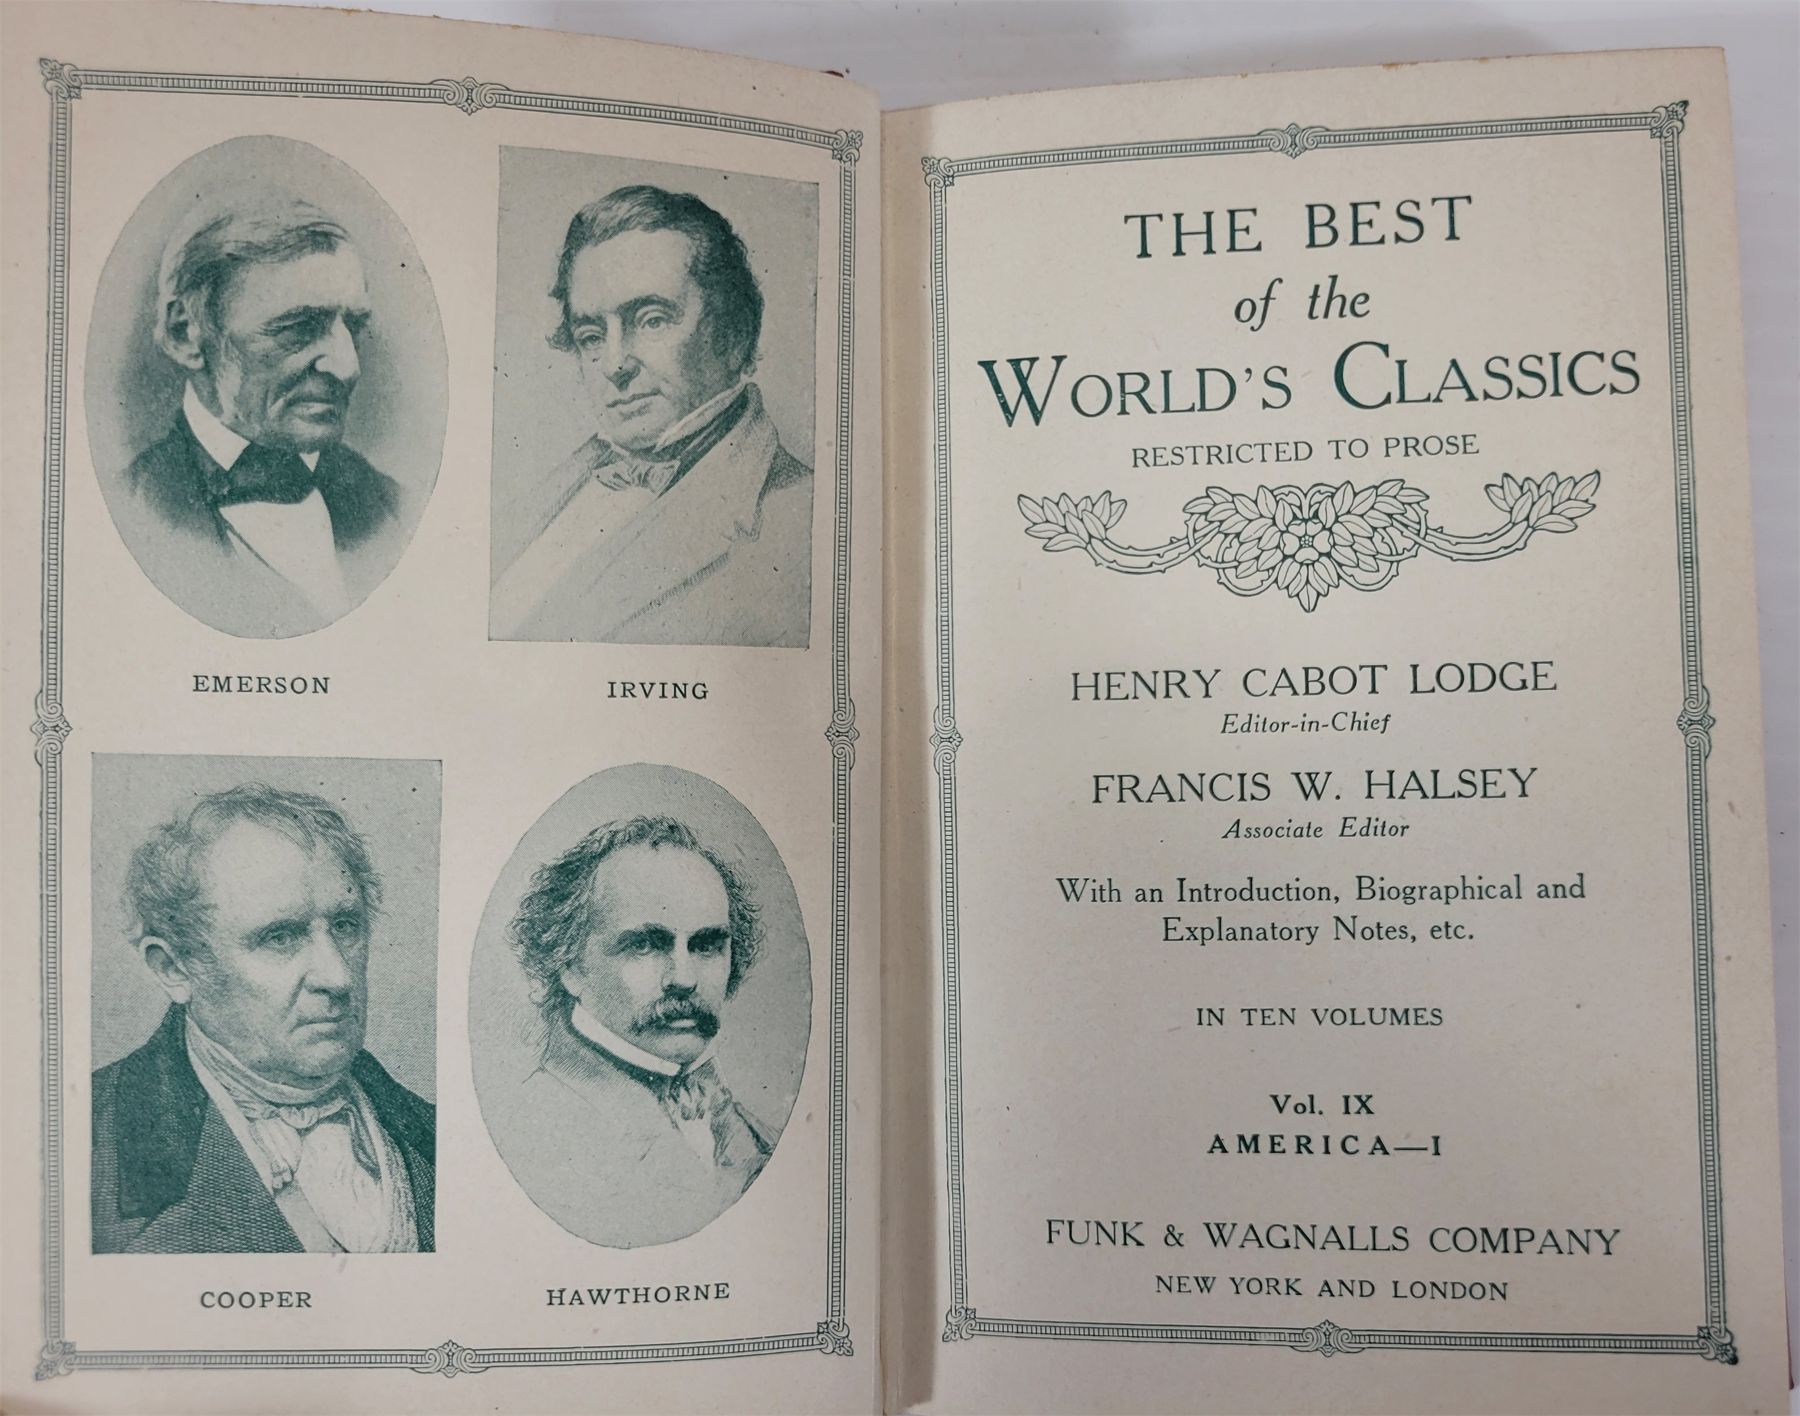 EMERSON
IRVING
COOPER
HAWTHORNE
THE BEST
of the
WORLD'S CLASSICS
RESTRICTED TO PROSE
HENRY CABOT LODGE
Editor-in-Chief
FRANCIS W. HALSEY
Associate Editor
With an Introduction, Biographical and
Explanatory Notes, etc.
IN TEN VOLUMES
Vol. IX
AMERICA—I
FUNK & WAGNALLS COMPANY
NEW YORK AND LONDON